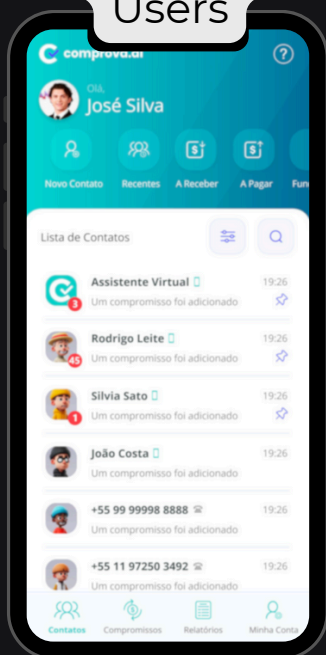 Users
comprova.ai
Olá,
José Silva
Novo Contato Recentes A Receber A Pagar Fun
Lista de Contatos
Assistente Virtual 19:26
3 Um compromisso foi adicionado
Rodrigo Leite 19:26
45 Um compromisso foi adicionado
Silvia Sato 19:26
1 Um compromisso foi adicionado
João Costa 19:26
Um compromisso foi adicionado
+55 99 99998 8888 19:26
Um compromisso foi adicionado
+55 11 97250 3492 19:26
Um compromisso foi adicionado
Contatos Compromissos Relatórios Minha Conta